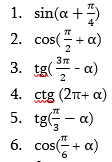 1. sin(α + π/4)
2. cos(π/2 + α)
3. tg(3π/2 - α)
4. ctg (2π+ α)
5. tg(π/3 − α)
6. cos(π/6 + α)